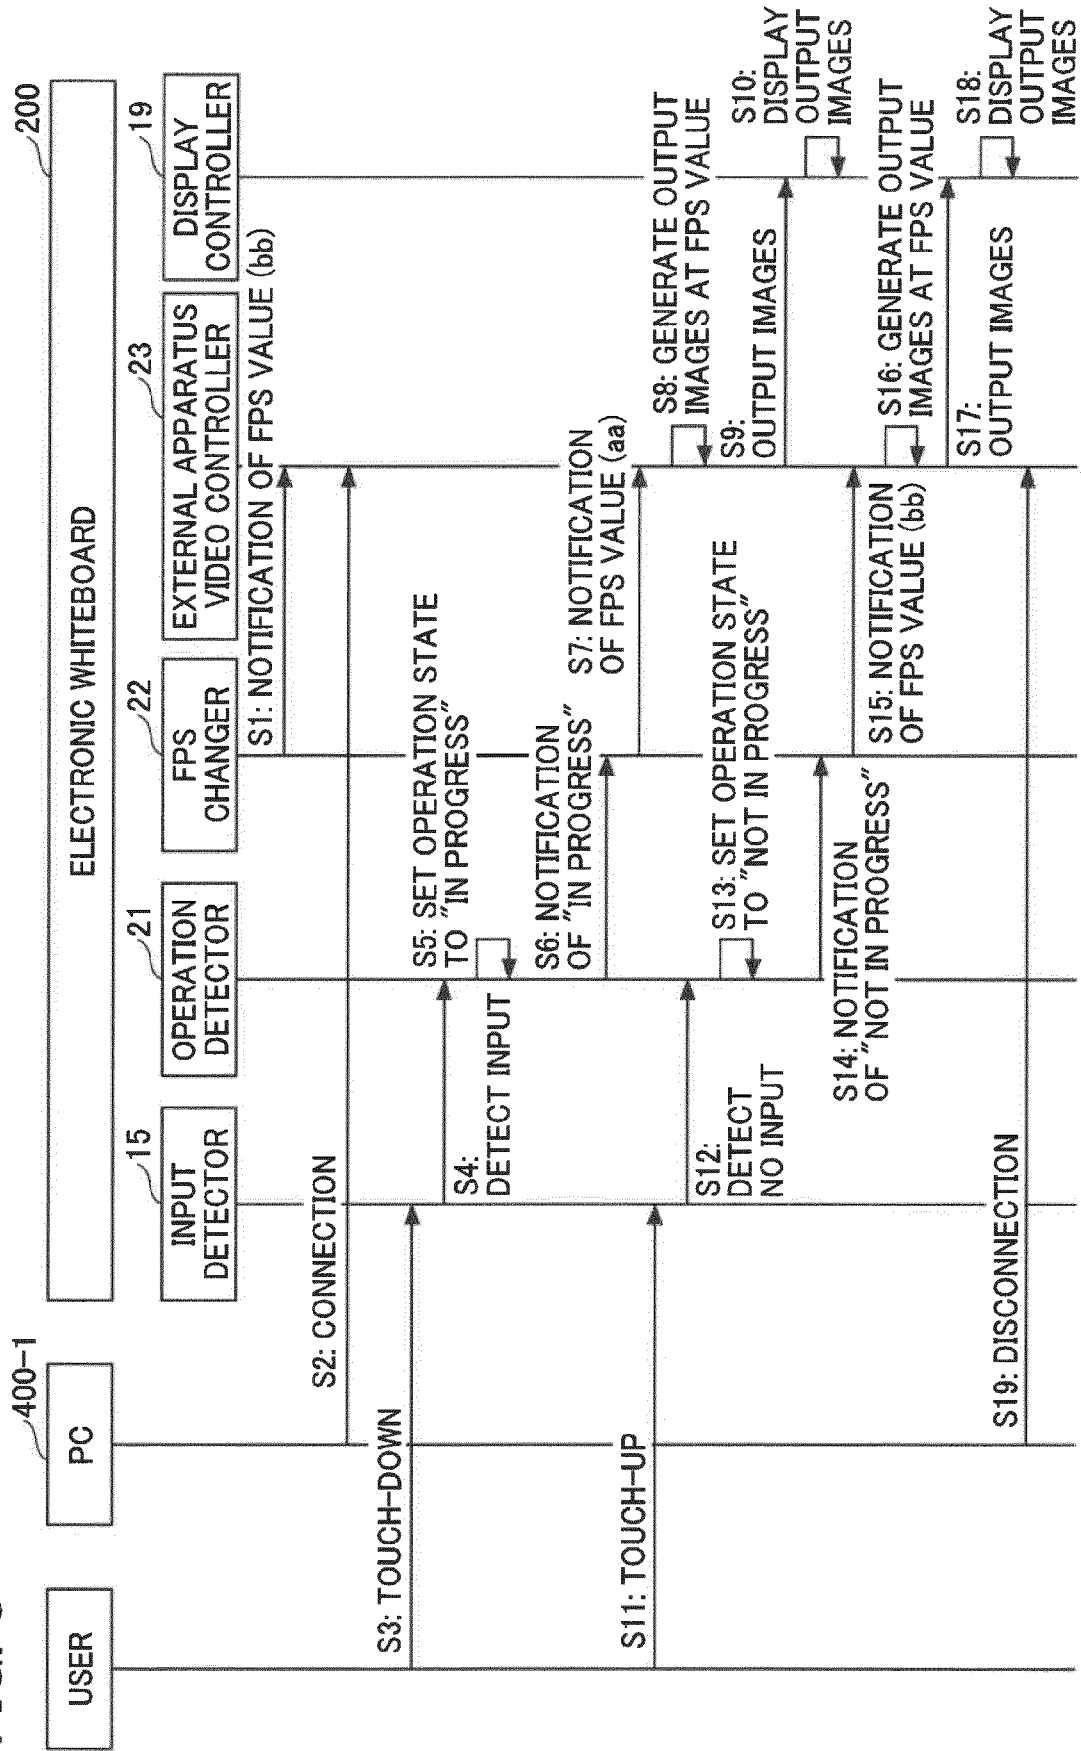 USER
PC
400-1
ELECTRONIC WHITEBOARD
200
INPUT
DETECTOR
15
OPERATION
DETECTOR
21
FPS
CHANGER
22
EXTERNAL APPARATUS
VIDEO CONTROLLER
23
DISPLAY
CONTROLLER
19
S1: NOTIFICATION OF FPS VALUE (bb)
S2: CONNECTION
S3: TOUCH-DOWN
S4:
DETECT INPUT
S5: SET OPERATION STATE
TO "IN PROGRESS"
S6: NOTIFICATION
OF "IN PROGRESS"
S7: NOTIFICATION
OF FPS VALUE (aa)
S8: GENERATE OUTPUT
IMAGES AT FPS VALUE
S9:
OUTPUT IMAGES
S10:
DISPLAY
OUTPUT
IMAGES
S11: TOUCH-UP
S12:
DETECT
NO INPUT
S13: SET OPERATION STATE
TO "NOT IN PROGRESS"
S14: NOTIFICATION
OF "NOT IN PROGRESS"
S15: NOTIFICATION
OF FPS VALUE (bb)
S16: GENERATE OUTPUT
IMAGES AT FPS VALUE
S17:
OUTPUT IMAGES
S18:
DISPLAY
OUTPUT
IMAGES
S19: DISCONNECTION